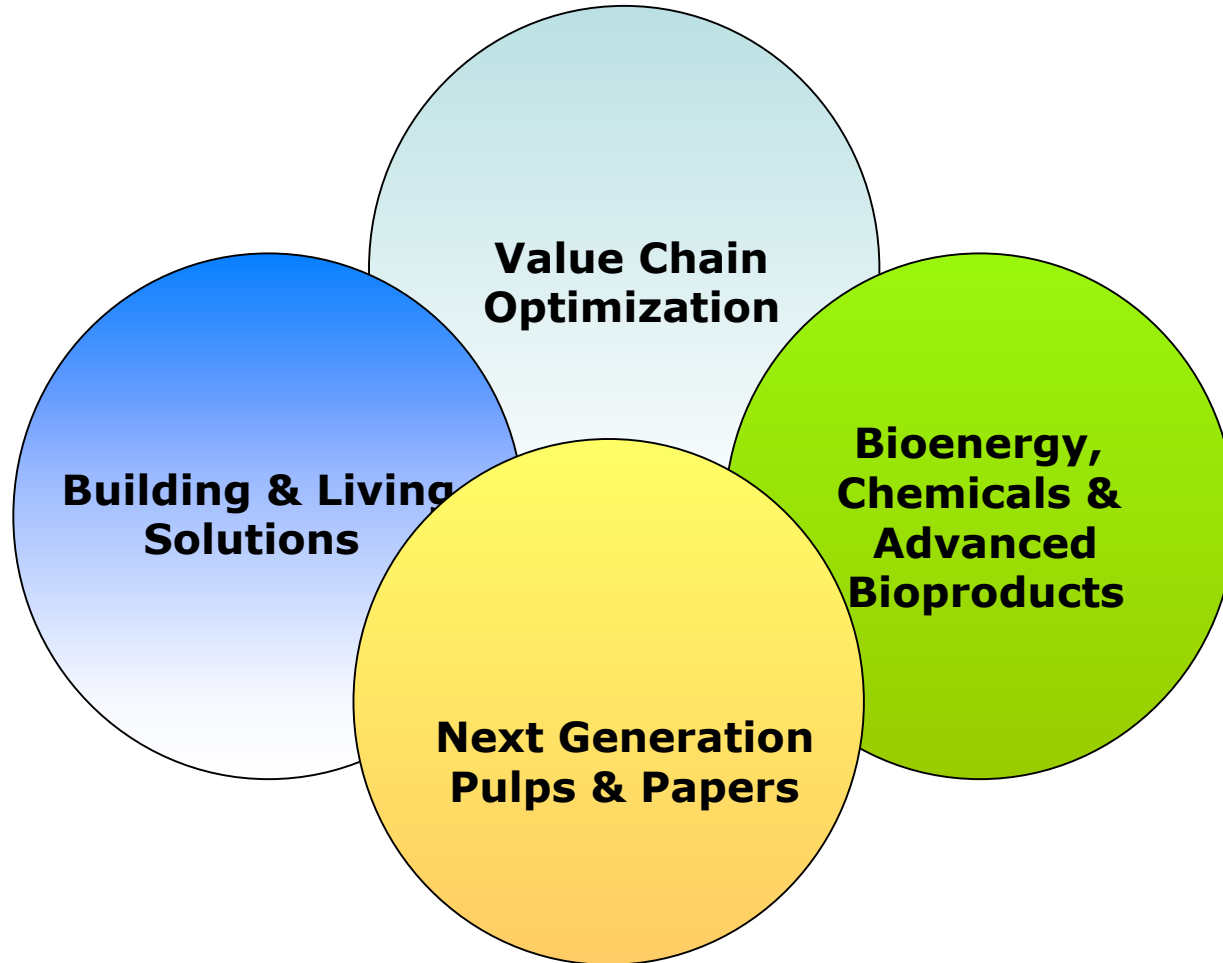 Value Chain
Optimization
Building & Living
Solutions
Bioenergy,
Chemicals &
Advanced
Bioproducts
Next Generation
Pulps & Papers